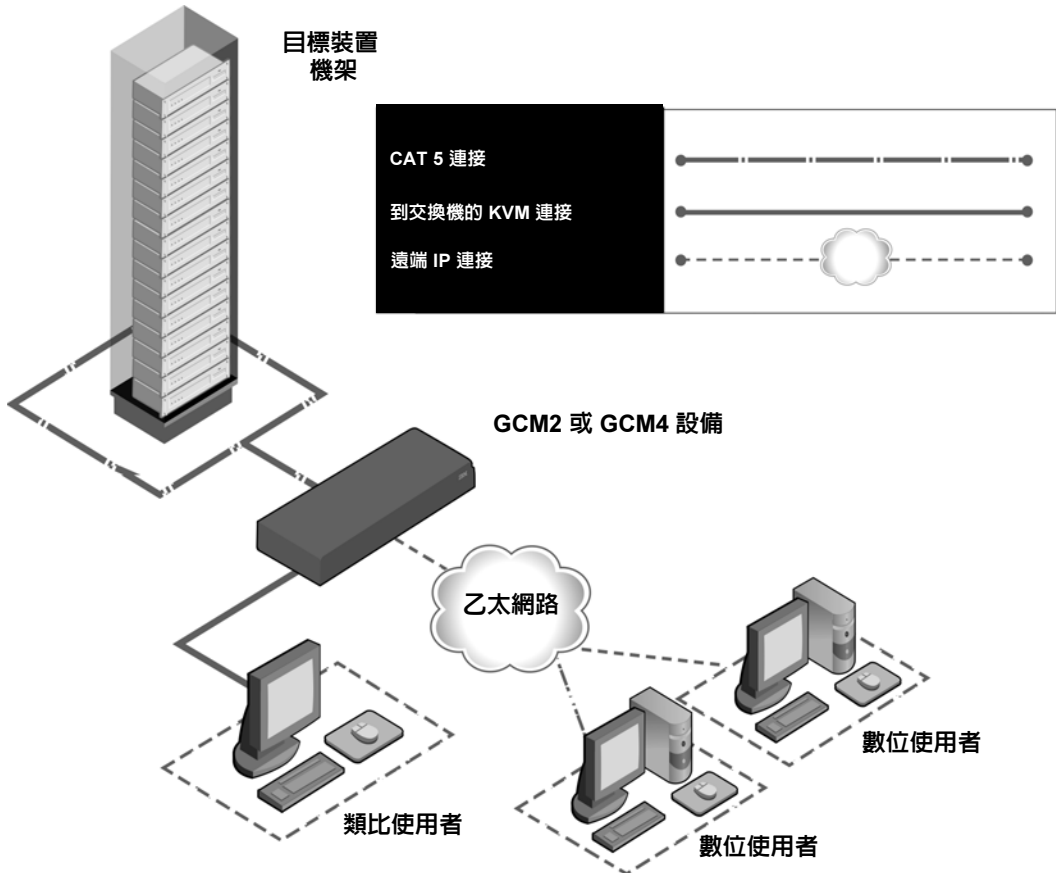 目標裝置
機架
CAT 5 連接
到交換機的 KVM 連接
遠端 IP 連接
GCM2 或 GCM4 設備
乙太網路
數位使用者
類比使用者
數位使用者